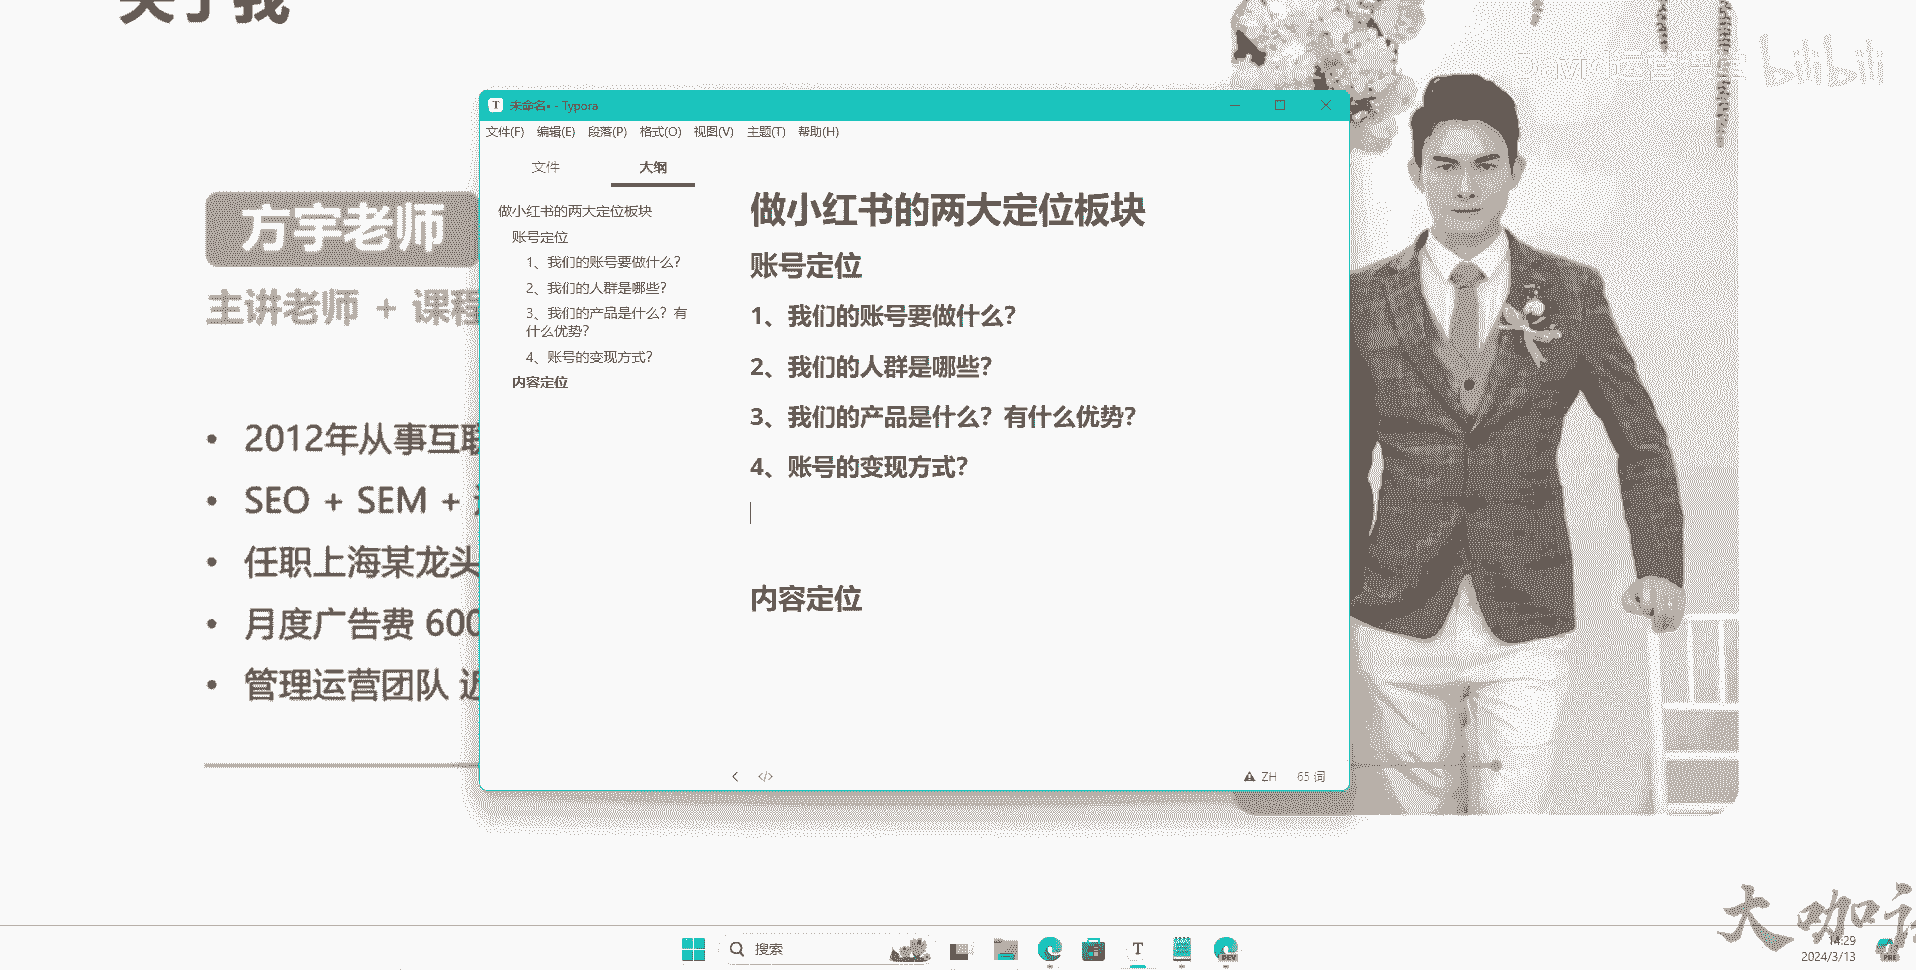 关于我
bilibili
未命名• - Typora
文件(F) 编辑(E) 段落(P) 格式(O) 视图(V) 主题(T) 帮助(H)
文件 大纲
做小红书的两大定位板块
账号定位
1、我们的账号要做什么？
2、我们的人群是哪些？
3、我们的产品是什么？有
什么优势？
4、账号的变现方式？
内容定位
做小红书的两大定位板块
账号定位
1、我们的账号要做什么？
2、我们的人群是哪些？
3、我们的产品是什么？有什么优势？
4、账号的变现方式？
内容定位
ZH 65 词
方宇老师
主讲老师 + 课程
• 2012年从事互联
• SEO + SEM +
• 任职上海某龙头
• 月度广告费 600
• 管理运营团队 近
大咖
搜索
T
DEV
14:29
2024/3/13
PRE